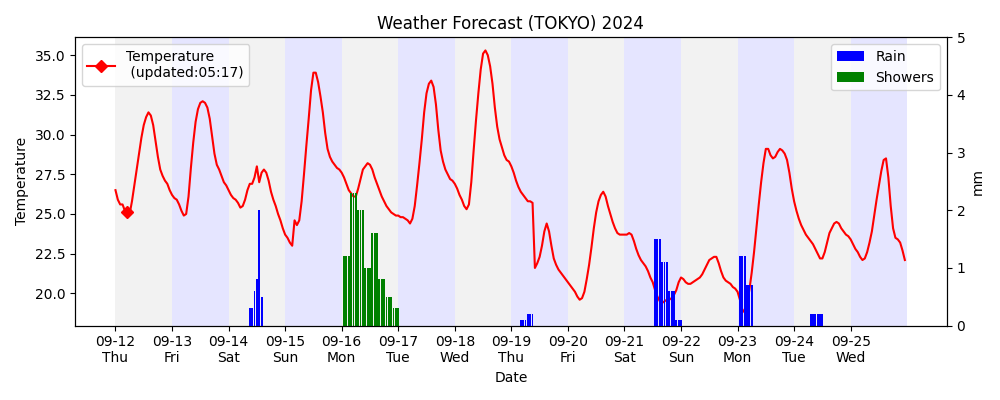 Weather Forecast (TOKYO) 2024
Temperature
(updated:05:17)
Rain
Showers
35.0
32.5
30.0
27.5
25.0
22.5
20.0
Temperature
5
4
3
2
1
0
mm
09-12 09-13 09-14 09-15 09-16 09-17 09-18 09-19 09-20 09-21 09-22 09-23 09-24 09-25
Thu Fri Sat Sun Mon Tue Wed Thu Fri Sat Sun Mon Tue Wed
Date